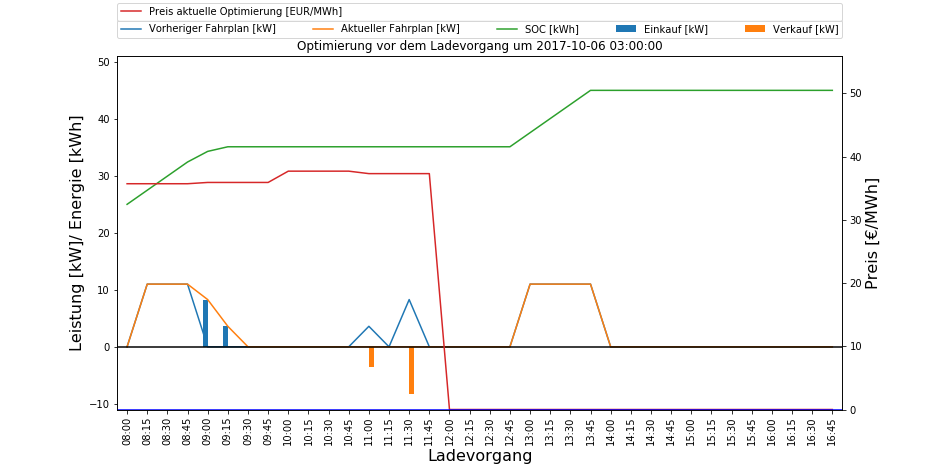 Preis aktuelle Optimierung [EUR/MWh]
Vorheriger Fahrplan [kW] Aktueller Fahrplan [kW] SOC [kWh] Einkauf [kW] Verkauf [kW]
Optimierung vor dem Ladevorgang um 2017-10-06 03:00:00
Leistung [kW]/ Energie [kWh]
50
40
30
20
10
0
−10
50
40
30
20
10
0
Preis [€/MWh]
08:00 08:15 08:30 08:45 09:00 09:15 09:30 09:45 10:00 10:15 10:30 10:45 11:00 11:15 11:30 11:45 12:00 12:15 12:30 12:45 13:00 13:15 13:30 13:45 14:00 14:15 14:30 14:45 15:00 15:15 15:30 15:45 16:00 16:15 16:30 16:45
Ladevorgang